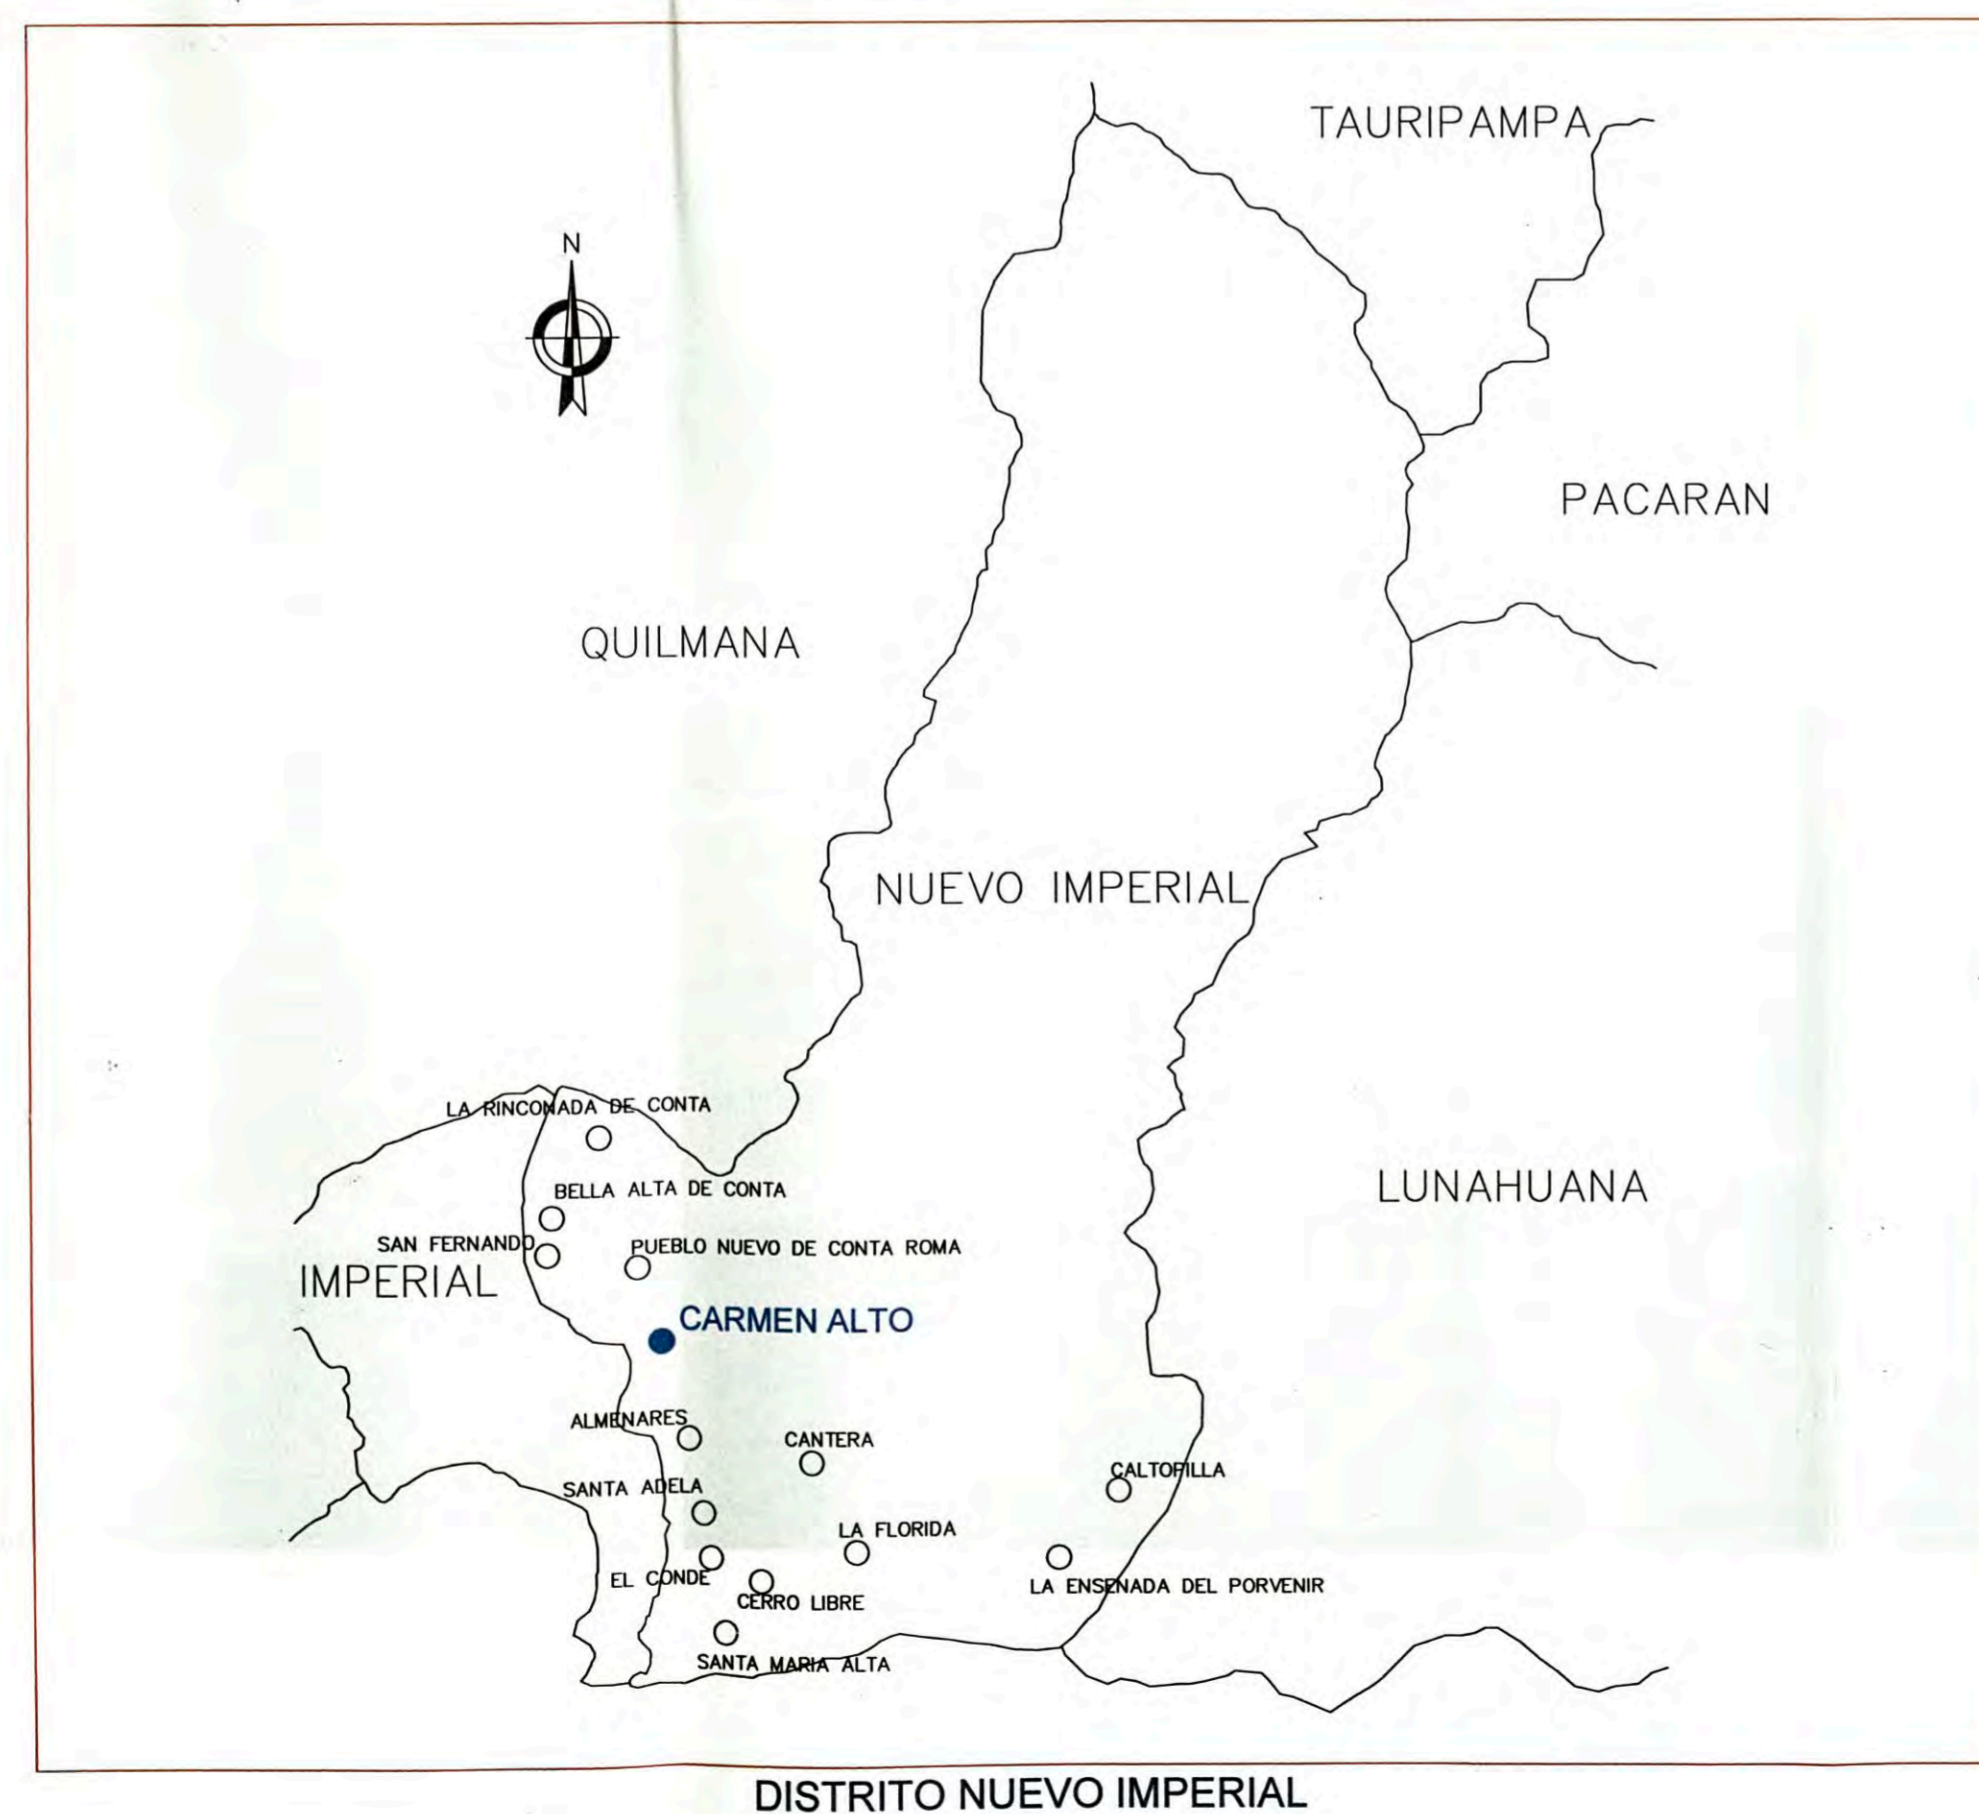 TAURIPAMPA
N
PACARAN
QUILMANA
NUEVO IMPERIAL
LA RINCONADA DE CONTA
BELLA ALTA DE CONTA
LUNAHUANA
SAN FERNANDO
PUEBLO NUEVO DE CONTA ROMA
IMPERIAL
CARMEN ALTO
ALMENARES
CANTERA
CALTOPILLA
SANTA ADELA
LA FLORIDA
EL CONDE
LA ENSENADA DEL PORVENIR
CERRO LIBRE
SANTA MARIA ALTA
DISTRITO NUEVO IMPERIAL